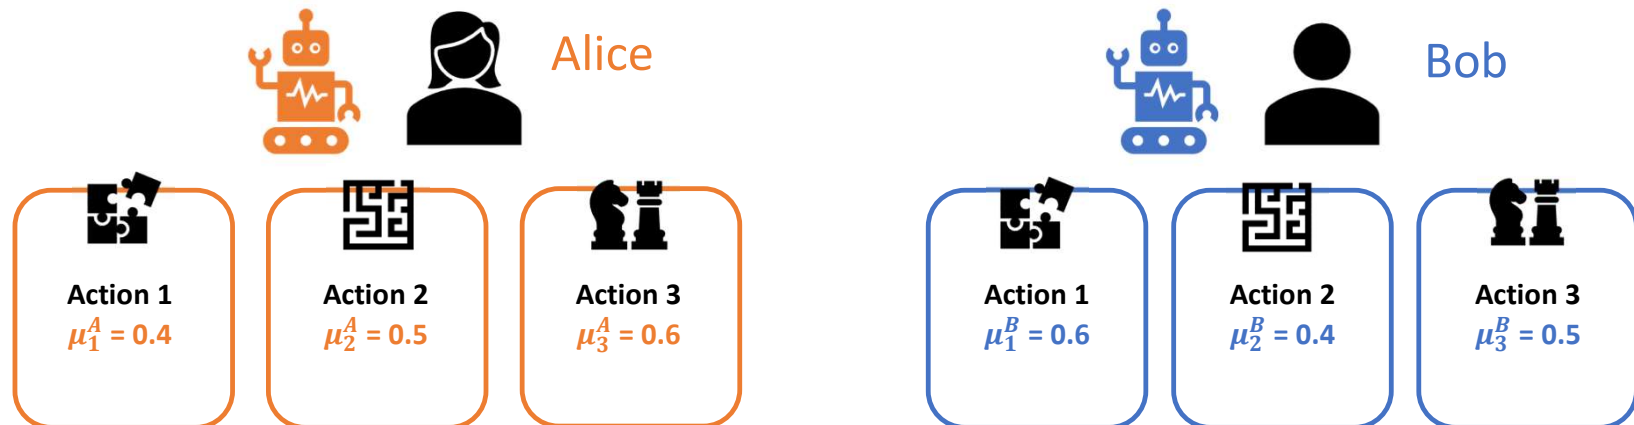 Alice
Bob
Action 1
μ₁ᴬ = 0.4
Action 2
μ₂ᴬ = 0.5
Action 3
μ₃ᴬ = 0.6
Action 1
μ₁ᴮ = 0.6
Action 2
μ₂ᴮ = 0.4
Action 3
μ₃ᴮ = 0.5